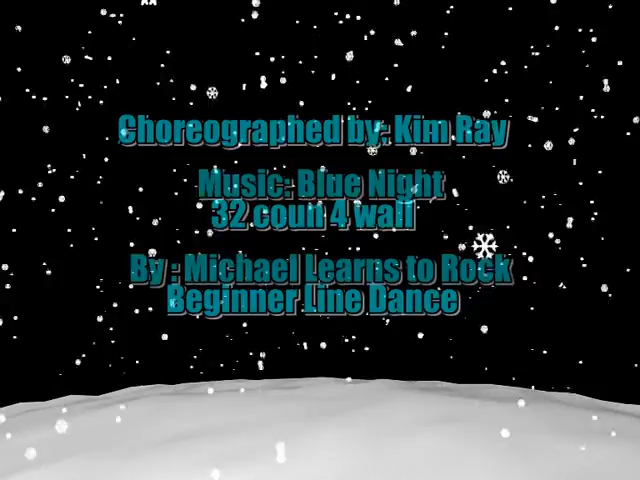 Choreographed by: Kim Ray
Music: Blue Night
32 coun 4 wall
By : Michael Learns to Rock
Beginner Line Dance